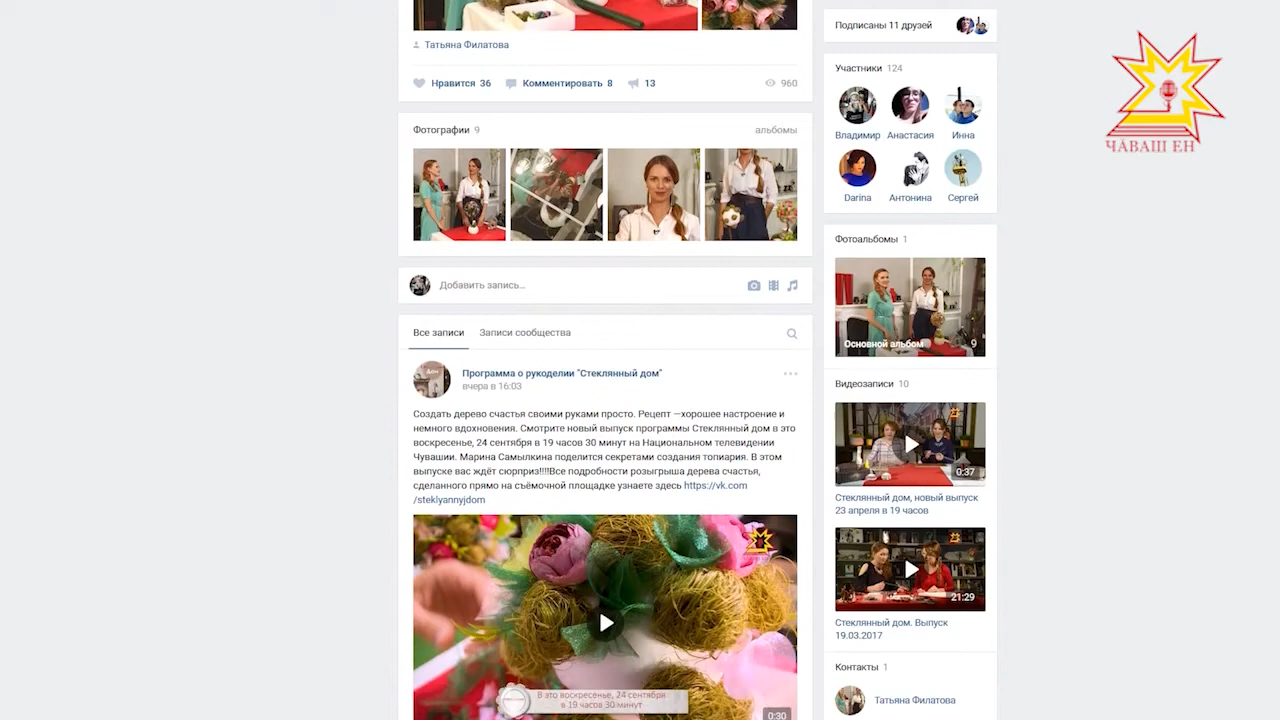 Татьяна Филатова
Нравится 36 Комментировать 8 13 960
Фотографии 9 альбомы
Добавить запись...
Все записи Записи сообщества
Программа о рукоделии "Стеклянный дом"
вчера в 16:03
Создать дерево счастья своими руками просто. Рецепт —хорошее настроение и
немного вдохновения. Смотрите новый выпуск программы Стеклянный дом в это
воскресенье, 24 сентября в 19 часов 30 минут на Национальном телевидении
Чувашии. Марина Самылкина поделится секретами создания топиария. В этом
выпуске вас ждёт сюрприз!!!!Все подробности розыгрыша дерева счастья,
сделанного прямо на съёмочной площадке узнаете здесь https://vk.com
/steklyannyjdom
В это воскресенье, 24 сентября
в 19 часов 30 минут
0:30
Подписаны 11 друзей
Участники 124
Владимир Анастасия Инна
Darina Антонина Сергей
Фотоальбомы 1
Основной альбом 9
Видеозаписи 10
0:37
Стеклянный дом, новый выпуск
23 апреля в 19 часов
21:29
Стеклянный дом. Выпуск
19.03.2017
Контакты 1
Татьяна Филатова
ЧӐВАШ ЕН